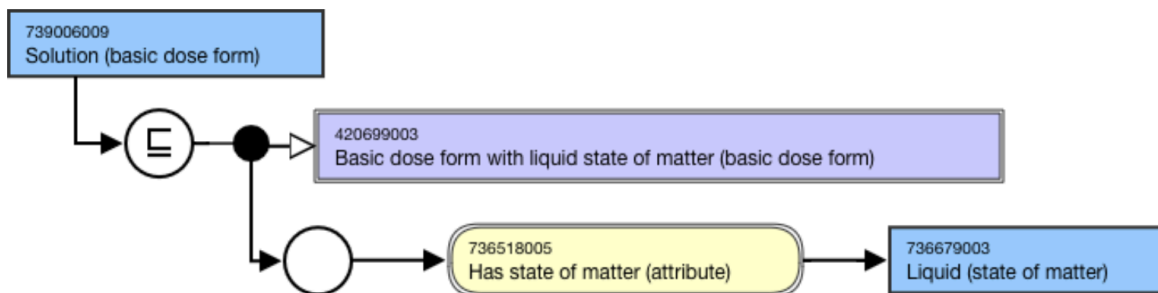 739006009
Solution (basic dose form)
⊑
420699003
Basic dose form with liquid state of matter (basic dose form)
736518005
Has state of matter (attribute)
736679003
Liquid (state of matter)